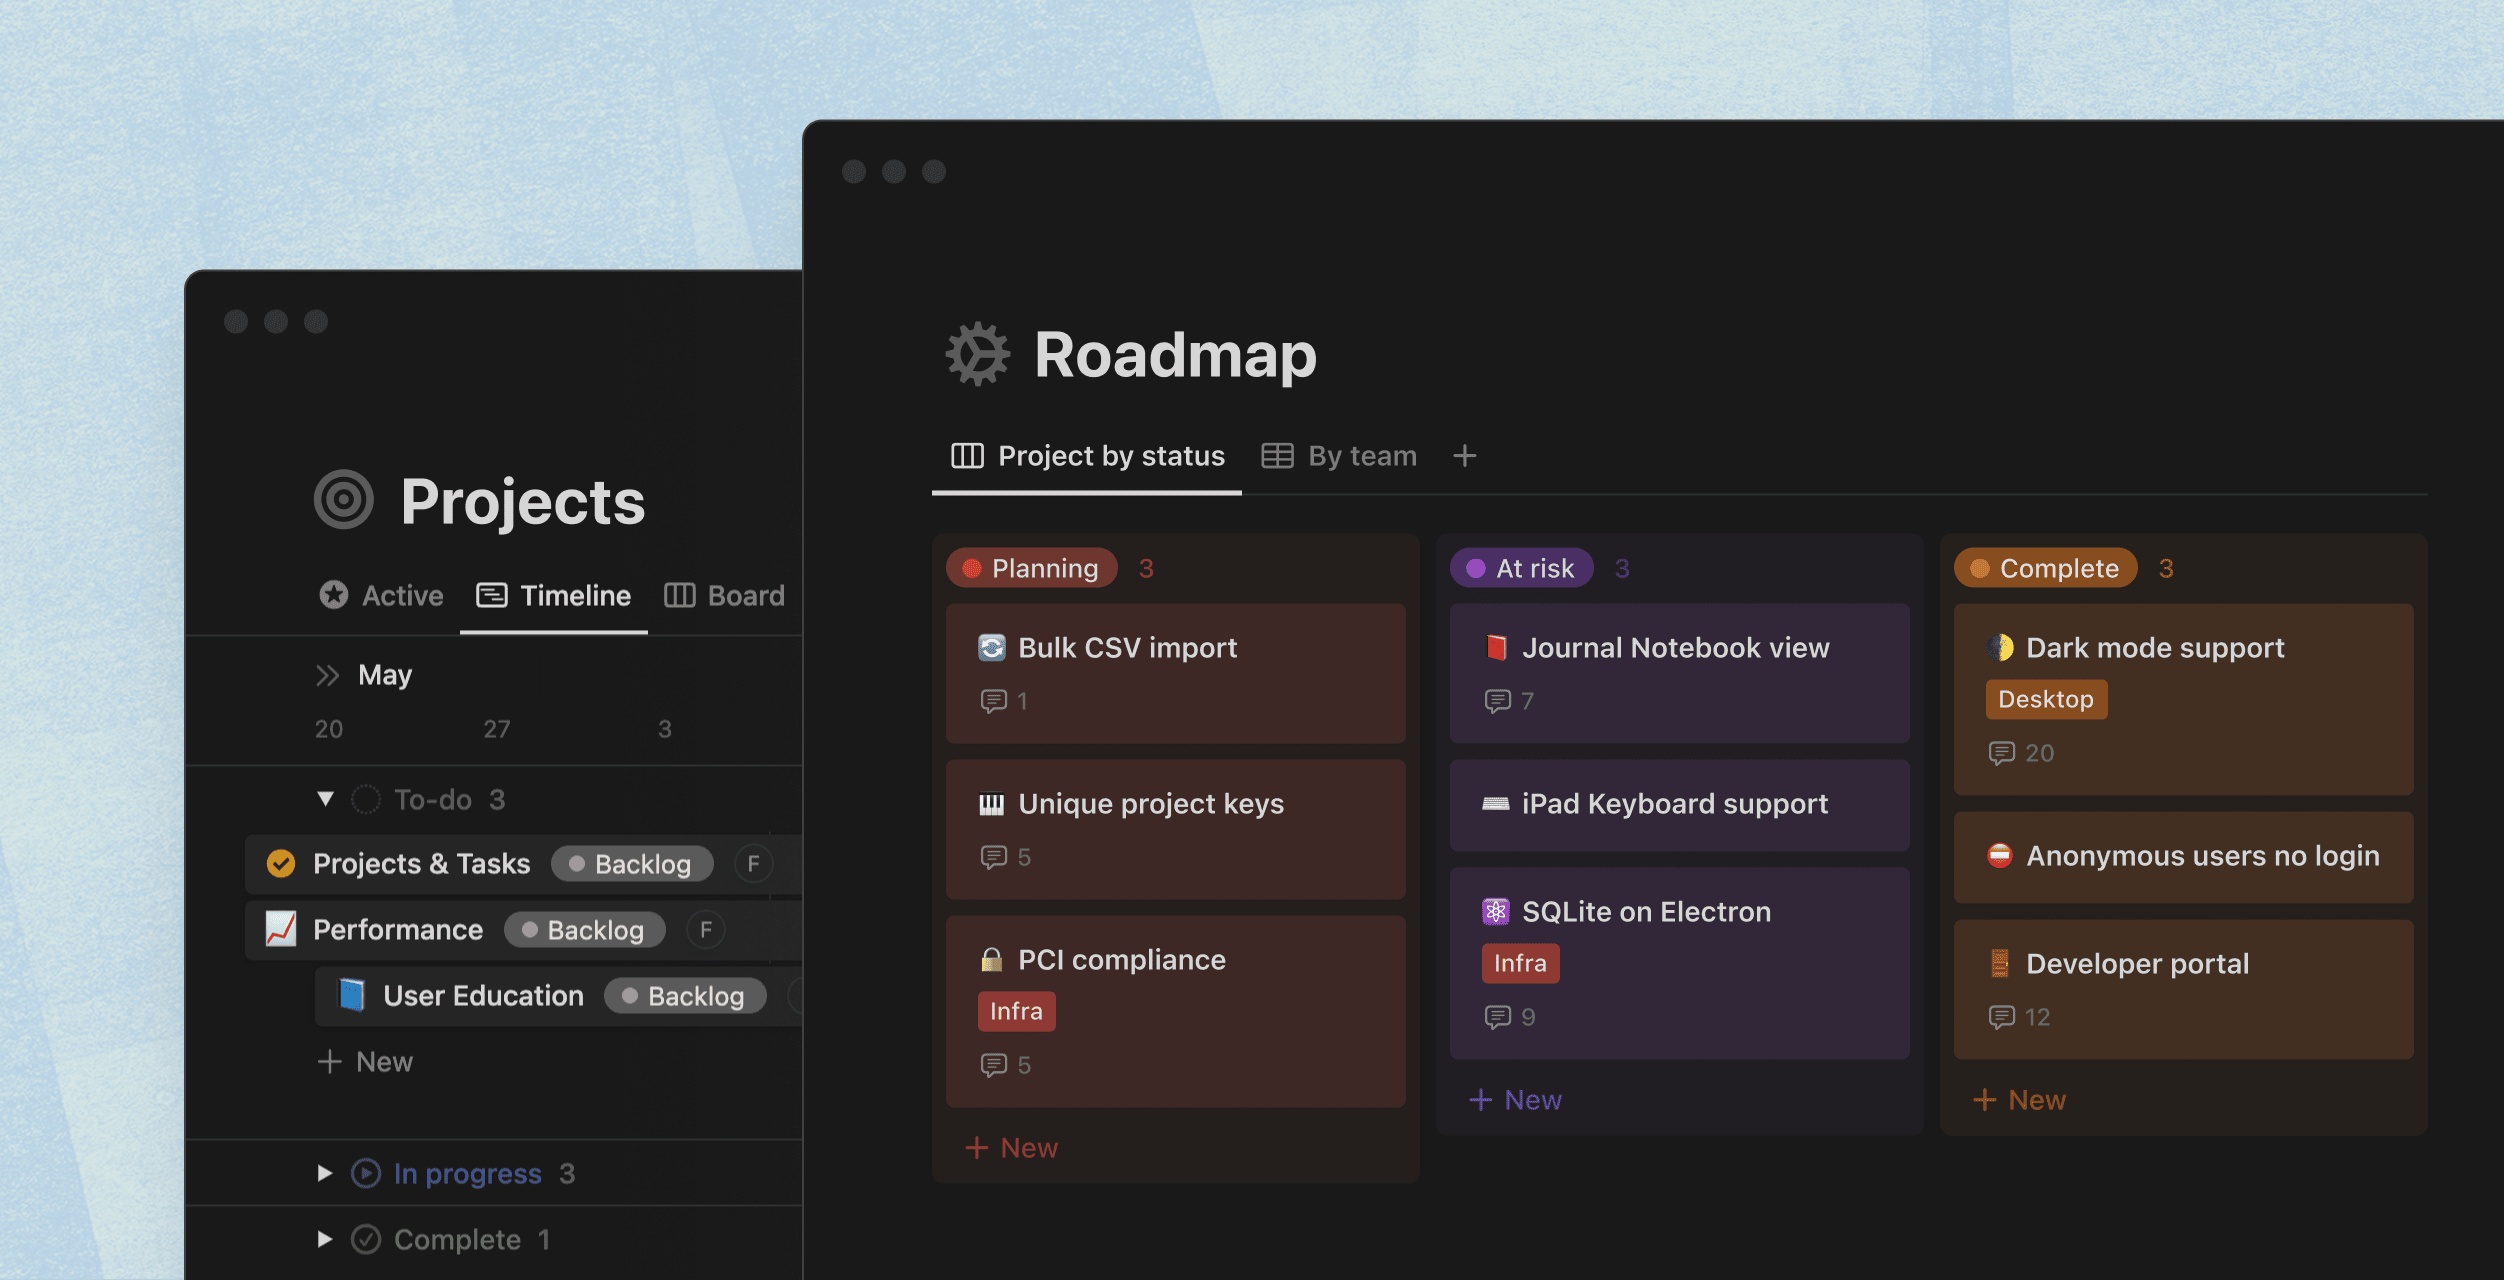 Projects
Active Timeline Board
May
20 27 3
To-do 3
Projects & Tasks Backlog F
Performance Backlog F
User Education Backlog
New
In progress 3
Complete 1
Roadmap
Project by status By team
Planning 3
Bulk CSV import
1
Unique project keys
5
PCI compliance
Infra
5
New
At risk 3
Journal Notebook view
7
iPad Keyboard support
SQLite on Electron
Infra
9
New
Complete 3
Dark mode support
Desktop
20
Anonymous users no login
Developer portal
12
New